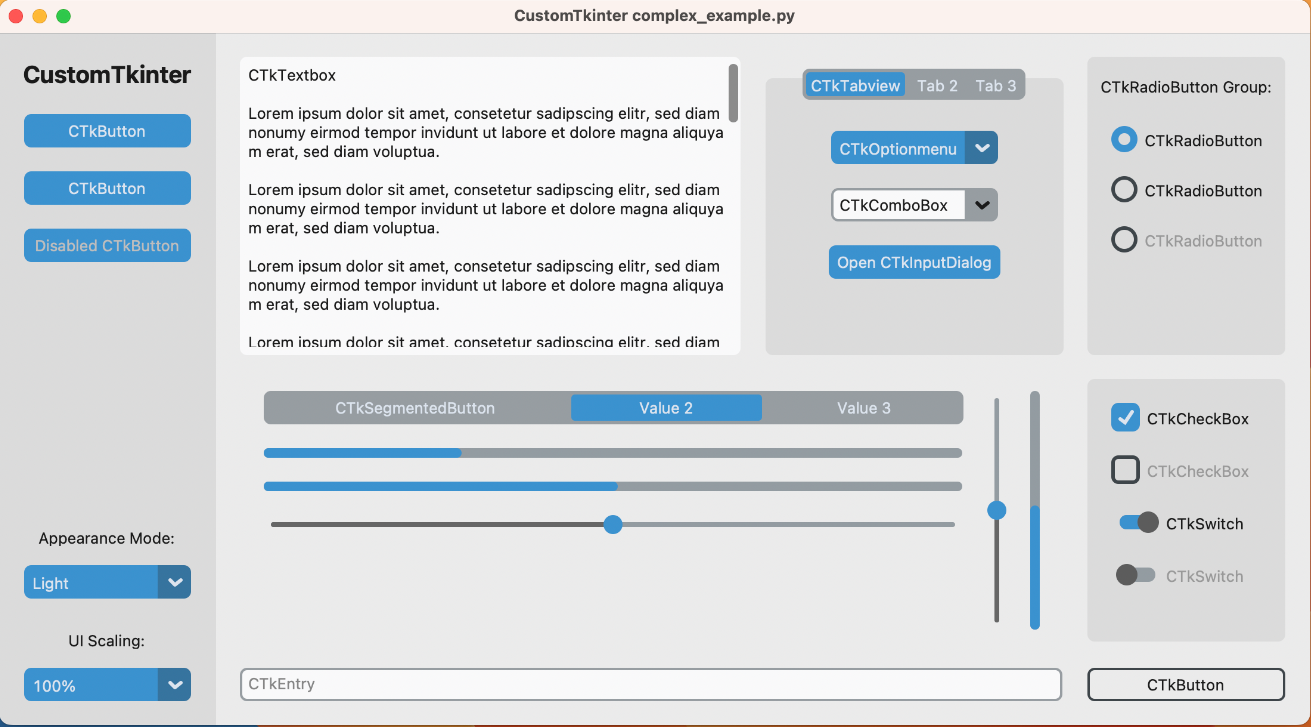 CustomTkinter complex_example.py
CustomTkinter
CTkButton
CTkButton
Disabled CTkButton
Appearance Mode:
Light
UI Scaling:
100%
CTkTextbox
Lorem ipsum dolor sit amet, consetetur sadipscing elitr, sed diam
nonumy eirmod tempor invidunt ut labore et dolore magna aliquya
m erat, sed diam voluptua.
Lorem ipsum dolor sit amet, consetetur sadipscing elitr, sed diam
nonumy eirmod tempor invidunt ut labore et dolore magna aliquya
m erat, sed diam voluptua.
Lorem ipsum dolor sit amet, consetetur sadipscing elitr, sed diam
nonumy eirmod tempor invidunt ut labore et dolore magna aliquya
m erat, sed diam voluptua.
Lorem ipsum dolor sit amet, consetetur sadipscing elitr, sed diam
CTkTabview Tab 2 Tab 3
CTkOptionmenu
CTkComboBox
Open CTkInputDialog
CTkRadioButton Group:
CTkRadioButton
CTkRadioButton
CTkRadioButton
CTkSegmentedButton Value 2 Value 3
CTkCheckBox
CTkCheckBox
CTkSwitch
CTkSwitch
CTkEntry
CTkButton